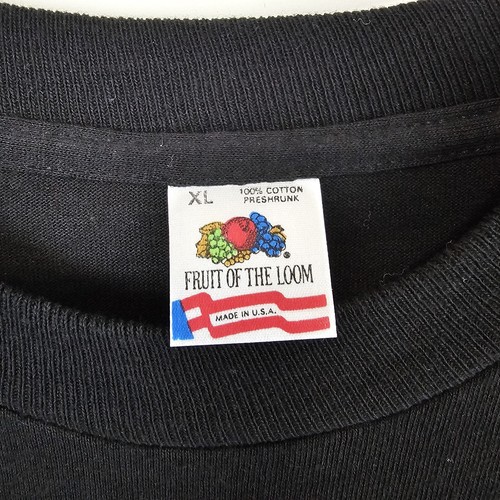 XL
100% COTTON
PRESHRUNK
®
FRUIT OF THE LOOM
MADE IN U.S.A.